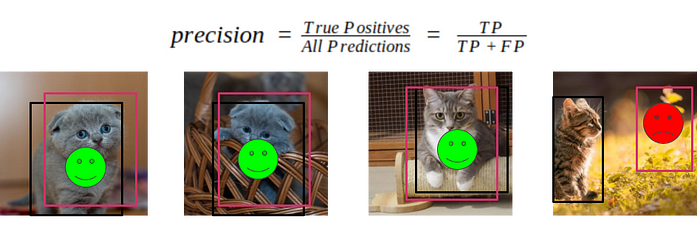 precision = True Positives / All Predictions = TP / TP + FP